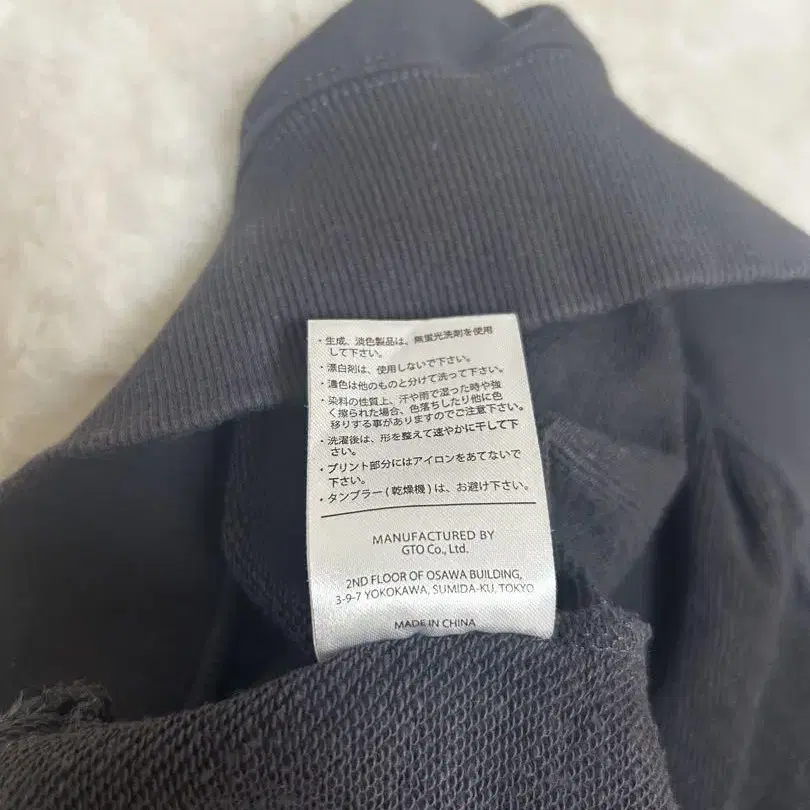 ・生成、淡色製品は、無蛍光洗剤を使用
して下さい。
・漂白剤は、使用しないで下さい。
・濃色は他のものと分けて洗って下さい。
・染料の性質上、汗や雨で湿った時や強
く擦られた場合、色落ちしたり他に色
移りする事がありますのでご注意下さい。
・洗濯後は、形を整えて速やかに干して下
さい。
・プリント部分にはアイロンをあてないで
下さい。
・タンブラー(乾燥機)は、お避け下さい。
MANUFACTURED BY
GTO Co., Ltd.
2ND FLOOR OF OSAWA BUILDING,
3-9-7 YOKOKAWA, SUMIDA-KU, TOKYO
MADE IN CHINA